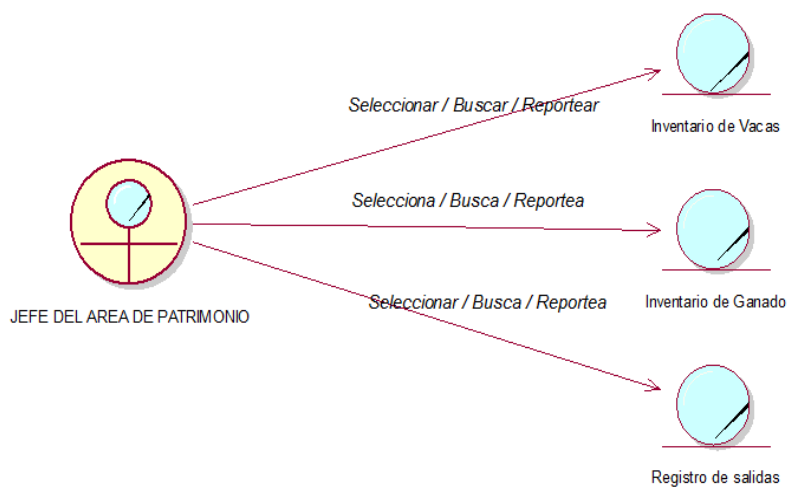 Seleccionar / Buscar / Reportear
Inventario de Vacas
Selecciona / Busca / Reportea
JEFE DEL AREA DE PATRIMONIO
Seleccionar / Busca / Reportea
Inventario de Ganado
Registro de salidas